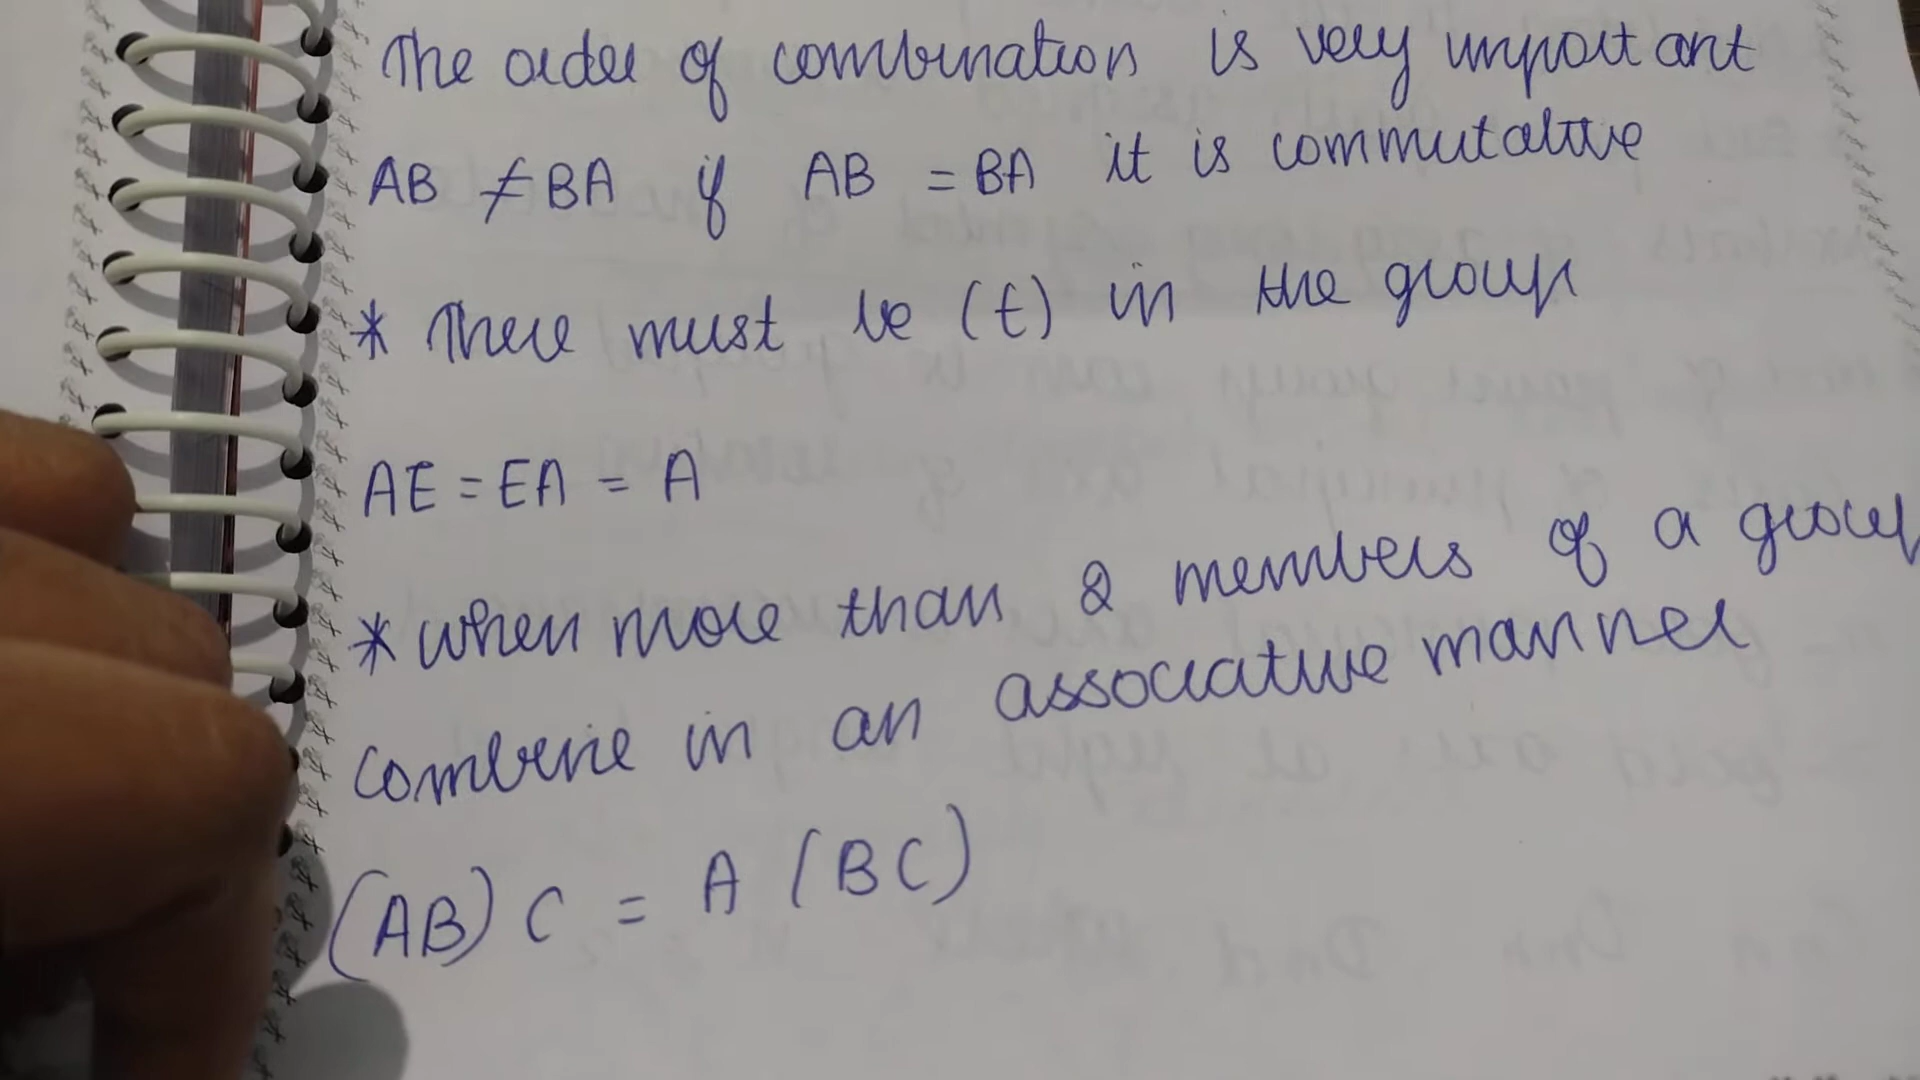 The order of combination is very important
AB ≠ BA if AB = BA it is commutative
* There must be (E) in the group
AE = EA = A
* When more than 2 members of a group
combine in an associative manner
(AB) C = A (BC)